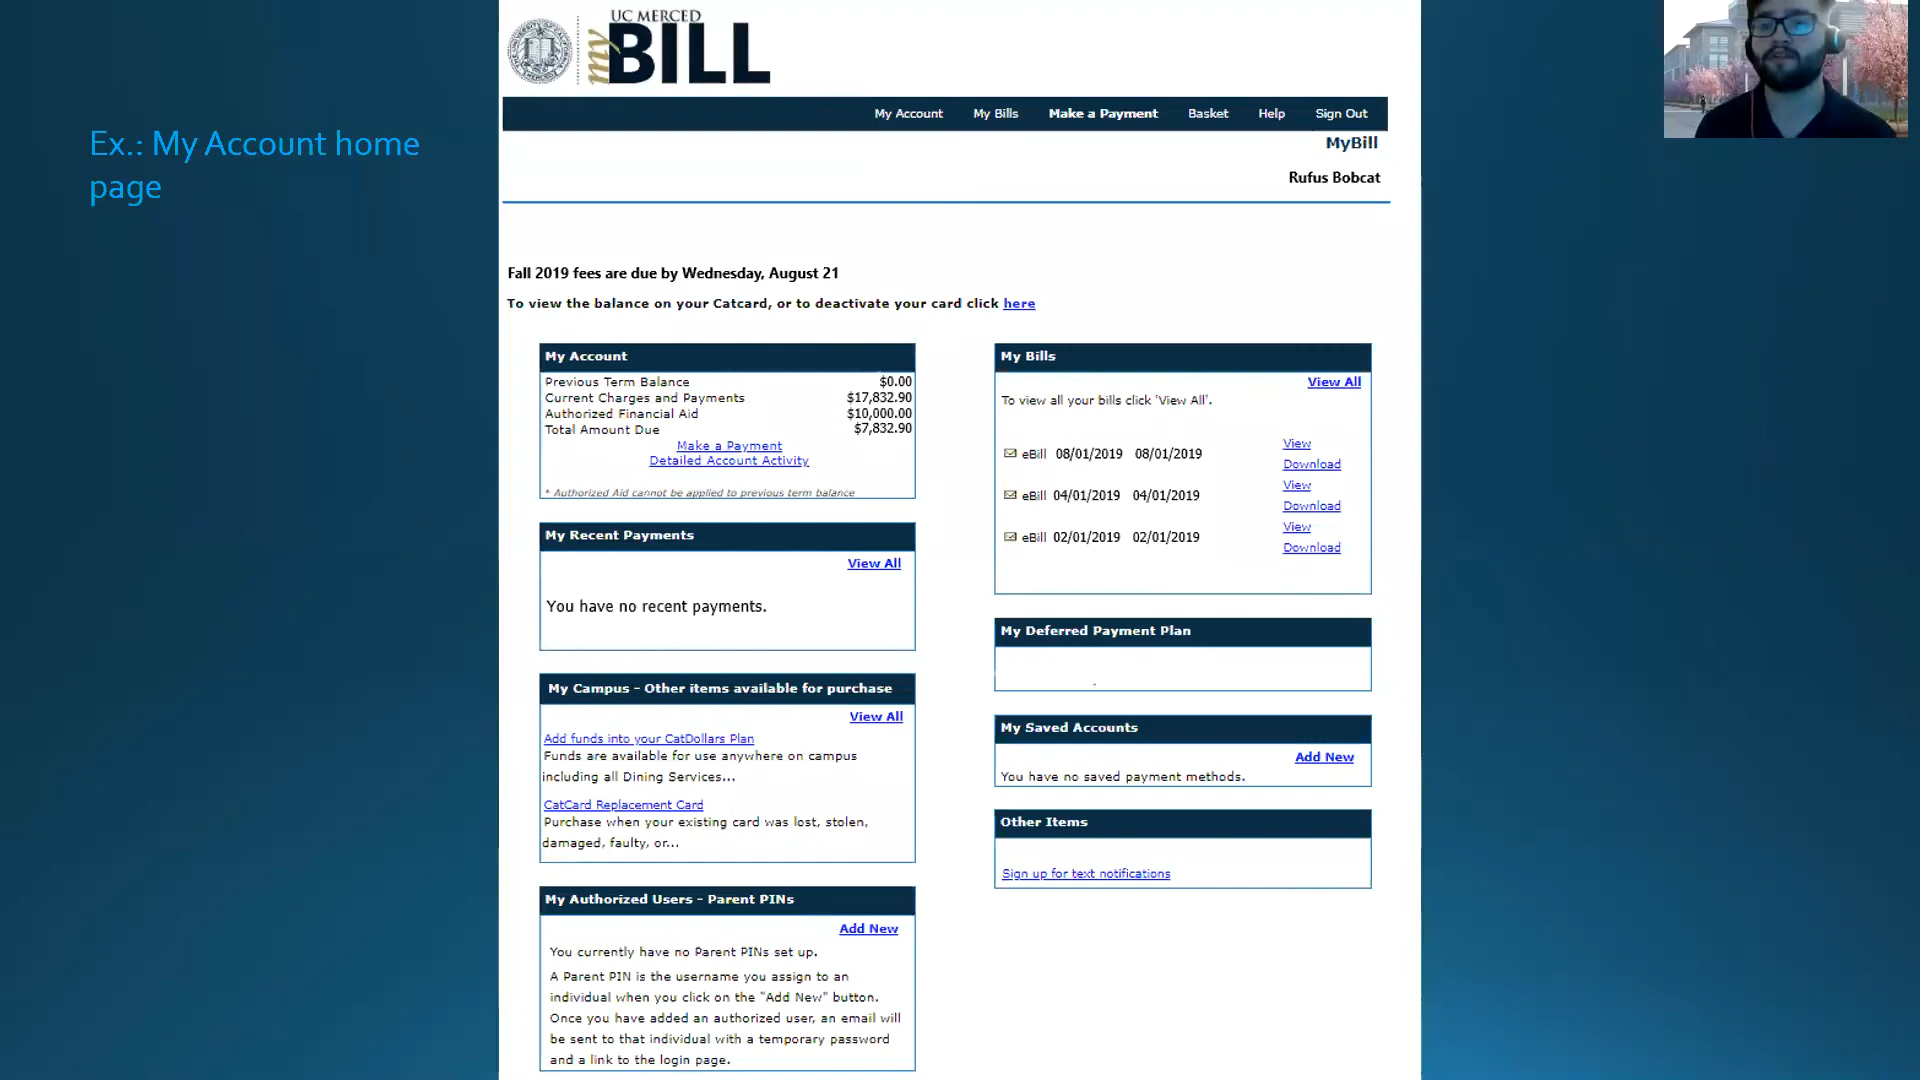 Ex.: My Account home
page
UC MERCED
my BILL
My Account My Bills Make a Payment Basket Help Sign Out
MyBill
Rufus Bobcat
Fall 2019 fees are due by Wednesday, August 21
To view the balance on your Catcard, or to deactivate your card click here
My Account
Previous Term Balance $0.00
Current Charges and Payments $17,832.90
Authorized Financial Aid $10,000.00
Total Amount Due $7,832.90
Make a Payment
Detailed Account Activity
* Authorized Aid cannot be applied to previous term balance
My Recent Payments
View All
You have no recent payments.
My Campus - Other items available for purchase
View All
Add funds into your CatDollars Plan
Funds are available for use anywhere on campus
including all Dining Services...
CatCard Replacement Card
Purchase when your existing card was lost, stolen,
damaged, faulty, or...
My Authorized Users - Parent PINs
Add New
You currently have no Parent PINs set up.
A Parent PIN is the username you assign to an
individual when you click on the "Add New" button.
Once you have added an authorized user, an email will
be sent to that individual with a temporary password
and a link to the login page.
My Bills
View All
To view all your bills click 'View All'.
View
eBill 08/01/2019 08/01/2019
Download
View
eBill 04/01/2019 04/01/2019
Download
View
eBill 02/01/2019 02/01/2019
Download
My Deferred Payment Plan
My Saved Accounts
Add New
You have no saved payment methods.
Other Items
Sign up for text notifications